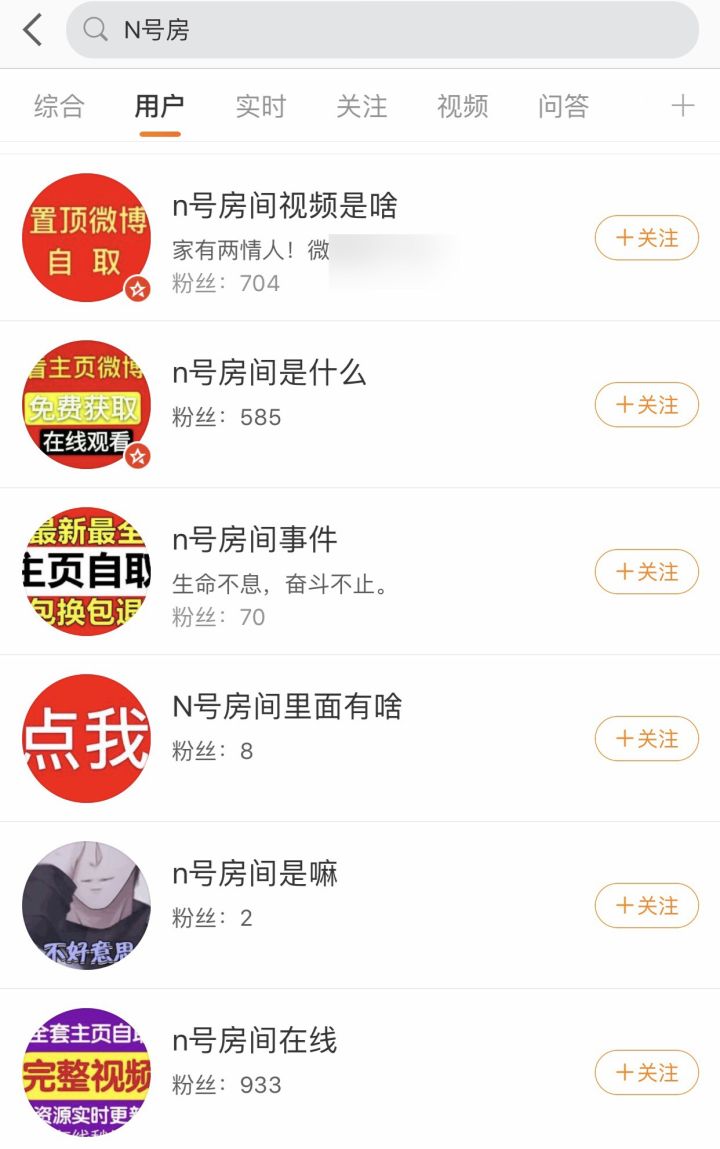 N号房
综合 用户 实时 关注 视频 问答
置顶微博
自 取
n号房间视频是啥
家有两情人！微
粉丝：704
+关注
看主页微博
免费获取
在线观看
n号房间是什么
粉丝：585
+关注
最新最全
主页自取
包换包退
n号房间事件
生命不息，奋斗不止。
粉丝：70
+关注
点我
N号房间里面有啥
粉丝：8
+关注
不好意思
n号房间是嘛
粉丝：2
+关注
全套主页自取
完整视频
资源实时更新
n号房间在线
粉丝：933
+关注